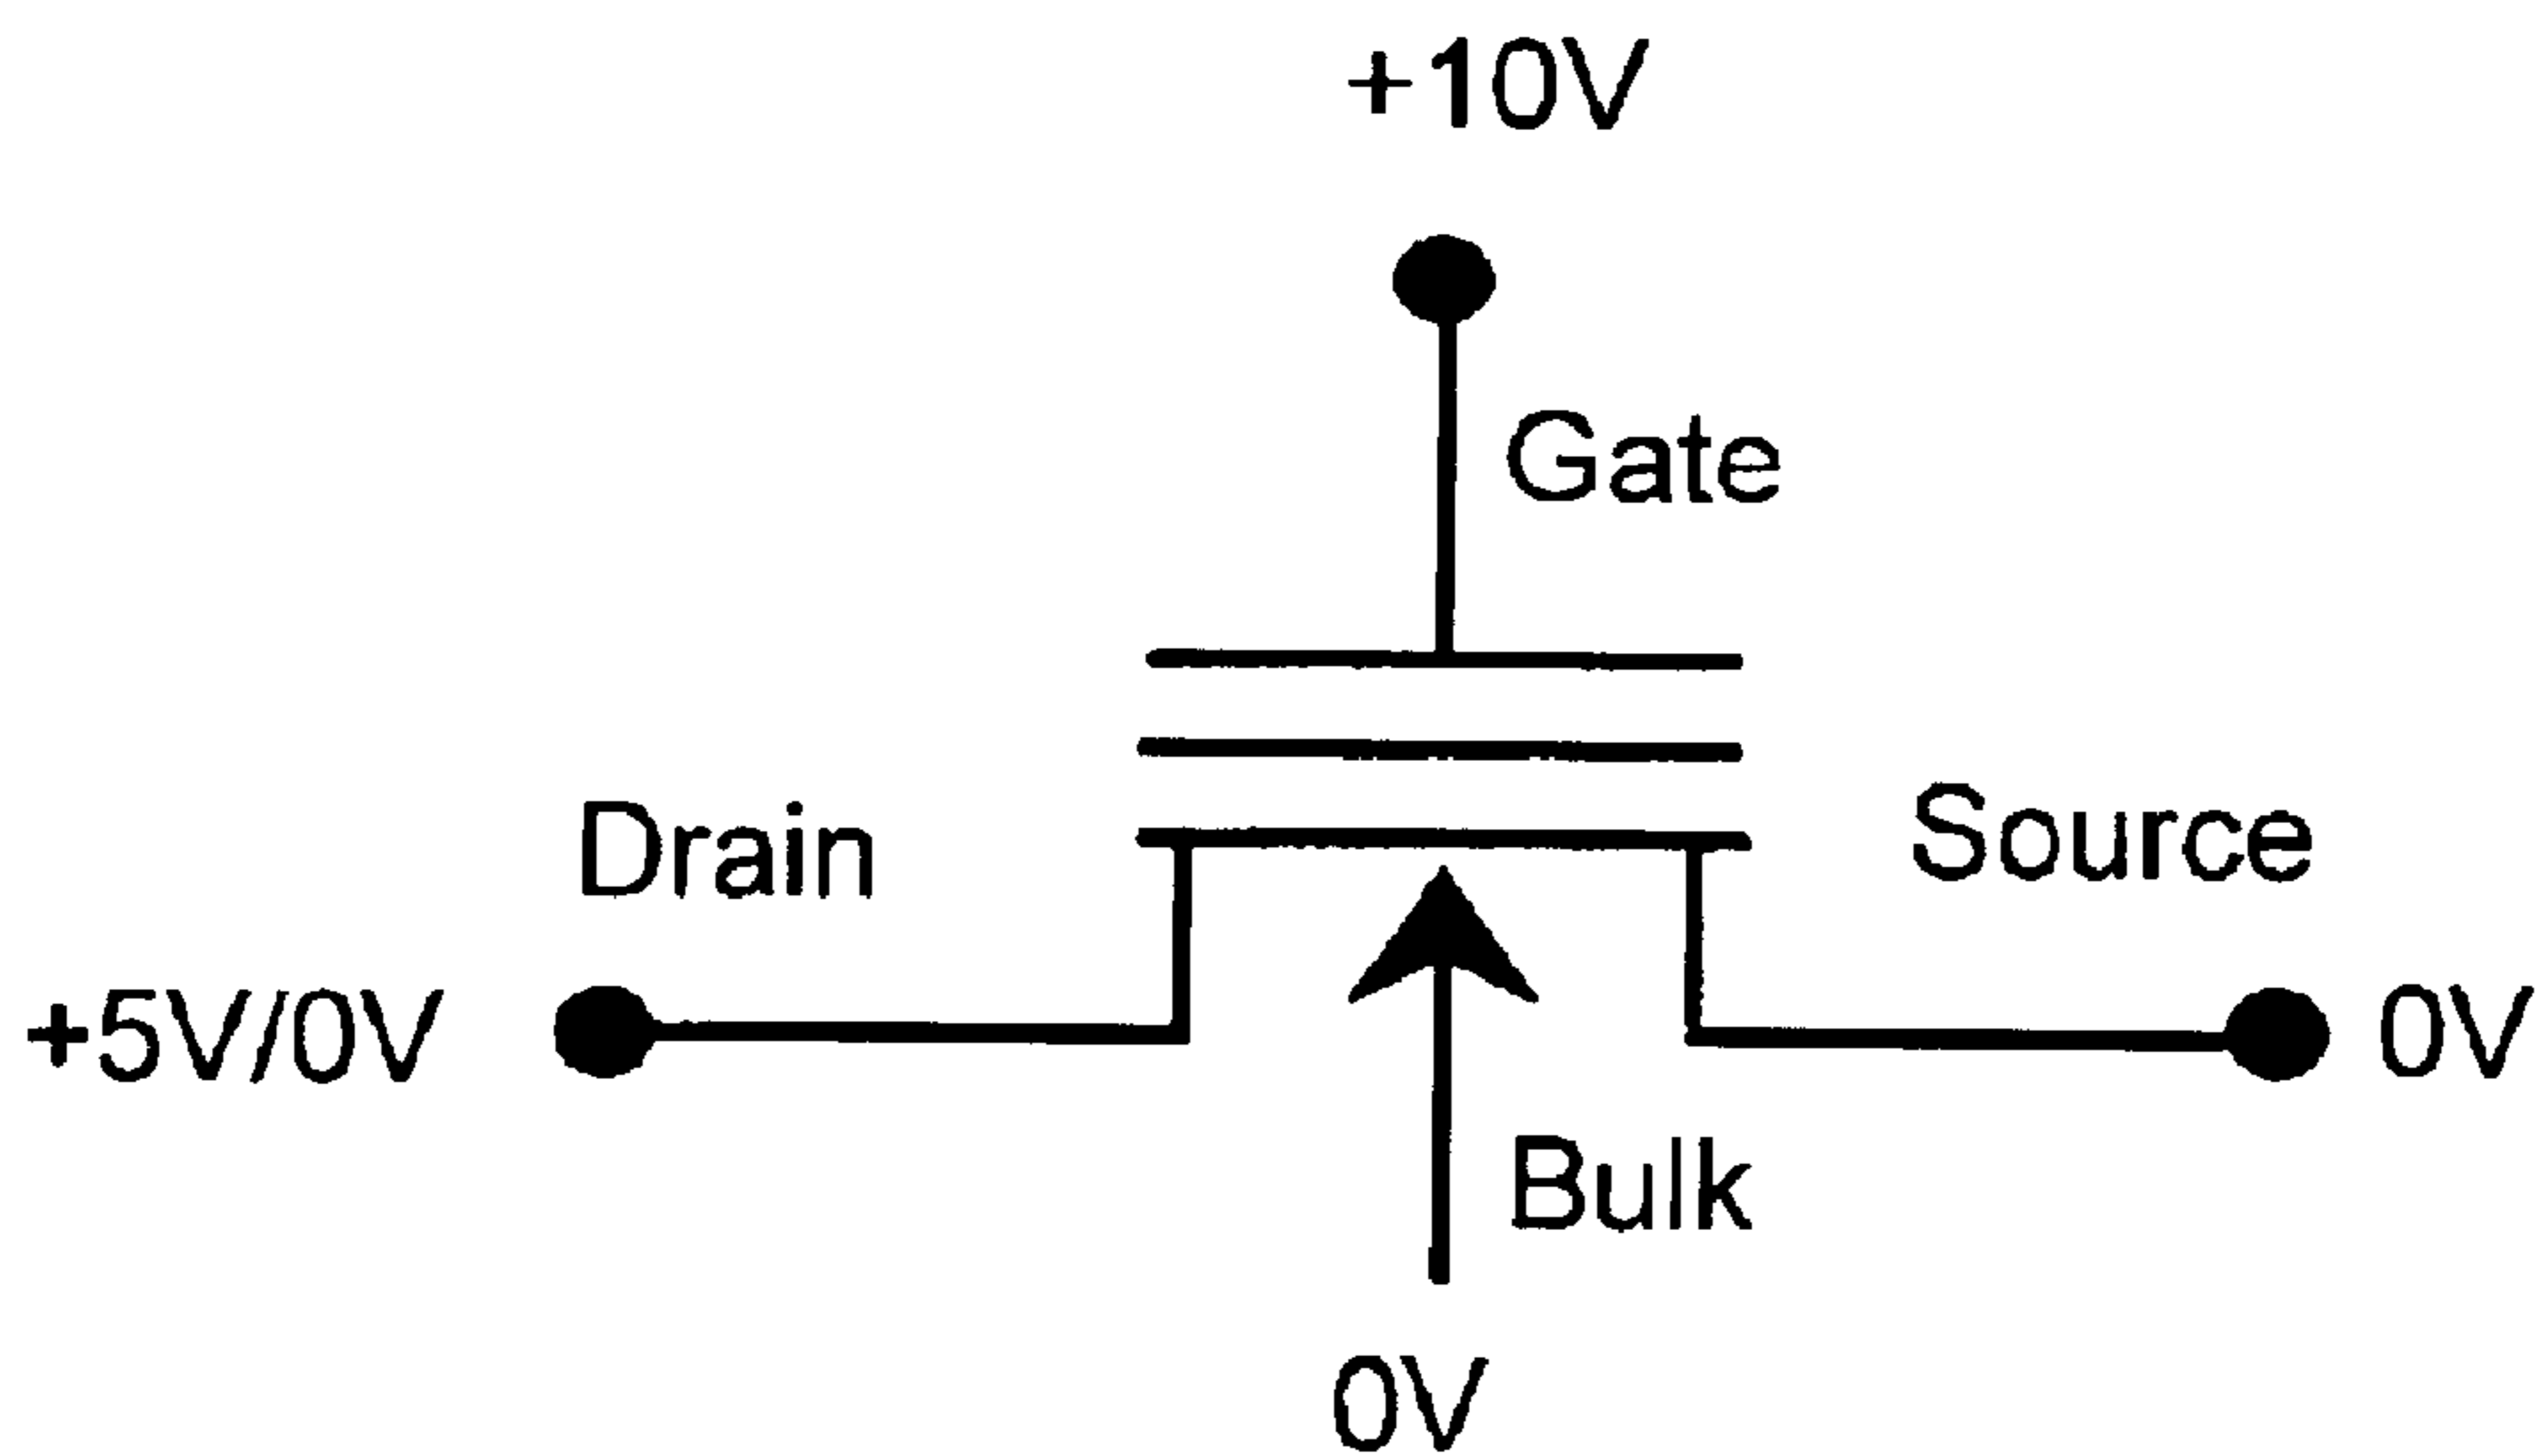 +10V
Gate
Drain
Source
+5V/0V
0V
Bulk
0V